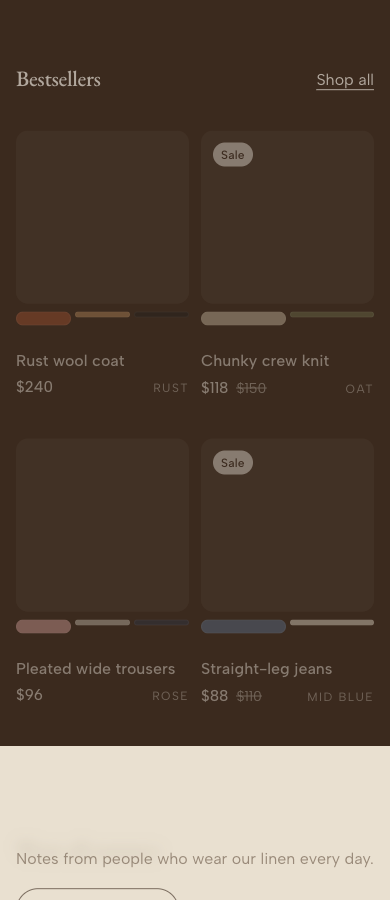 Bestsellers
Shop all
Sale
Rust wool coat
$240
RUST
Chunky crew knit
$118 $150
OAT
Sale
Pleated wide trousers
$96
ROSE
Straight-leg jeans
$88 $110
MID BLUE
Notes from people who wear our linen every day.